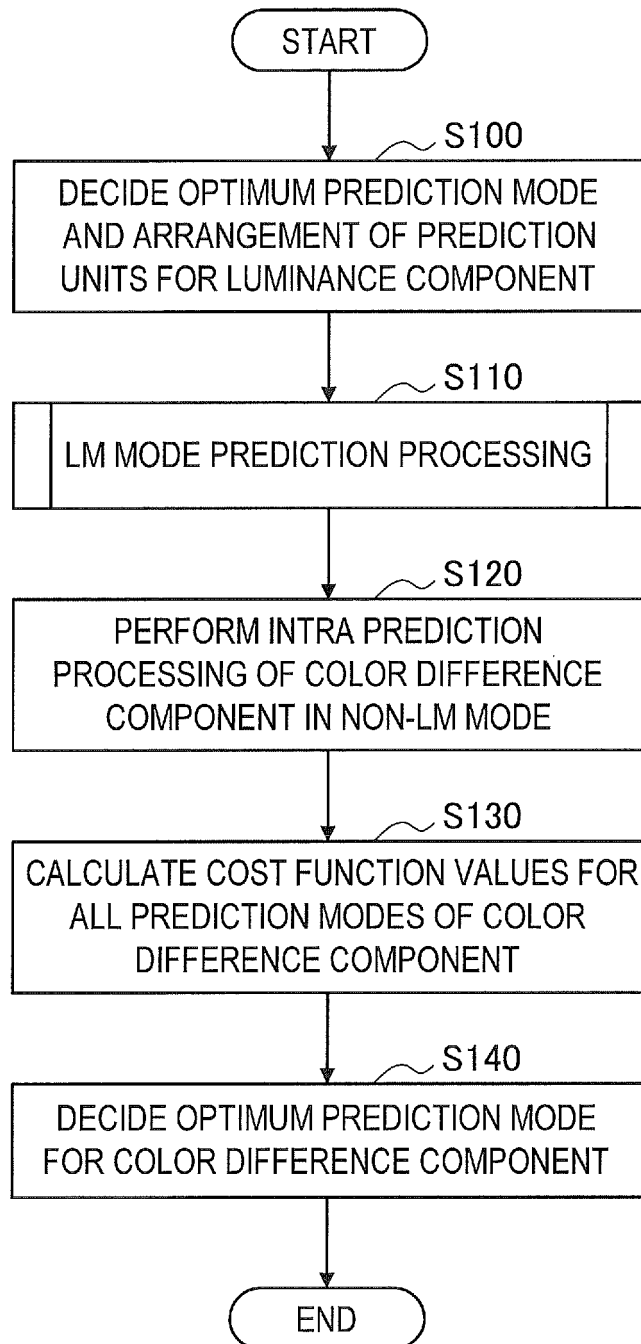 START
S100
DECIDE OPTIMUM PREDICTION MODE
AND ARRANGEMENT OF PREDICTION
UNITS FOR LUMINANCE COMPONENT
S110
LM MODE PREDICTION PROCESSING
S120
PERFORM INTRA PREDICTION
PROCESSING OF COLOR DIFFERENCE
COMPONENT IN NON-LM MODE
S130
CALCULATE COST FUNCTION VALUES FOR
ALL PREDICTION MODES OF COLOR
DIFFERENCE COMPONENT
S140
DECIDE OPTIMUM PREDICTION MODE
FOR COLOR DIFFERENCE COMPONENT
END